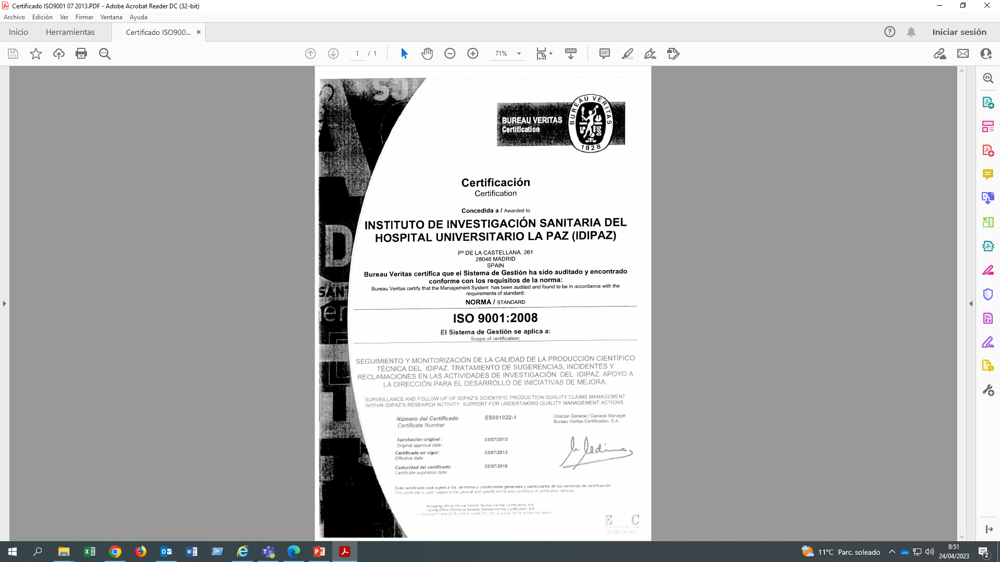 Certificado ISO9001 07 2013.PDF - Adobe Acrobat Reader DC (32-bit)
Archivo Edición Ver Firmar Ventana Ayuda
Inicio Herramientas Certificado ISO900... × Iniciar sesión
1 / 1 71%
BUREAU VERITAS
Certification
BUREAU VERITAS
1828
Certificación
Certification
Concedida a / Awarded to
INSTITUTO DE INVESTIGACIÓN SANITARIA DEL
HOSPITAL UNIVERSITARIO LA PAZ (IDIPAZ)
Pº DE LA CASTELLANA, 261
28046 MADRID
SPAIN
Bureau Veritas certifica que el Sistema de Gestión ha sido auditado y encontrado
conforme con los requisitos de la norma:
Bureau Veritas certify that the Management System has been audited and found to be in accordance with the
requirements of standard:
NORMA / STANDARD
ISO 9001:2008
El Sistema de Gestión se aplica a:
Scope of certification:
SEGUIMIENTO Y MONITORIZACIÓN DE LA CALIDAD DE LA PRODUCCIÓN CIENTÍFICO
TÉCNICA DEL IDIPAZ. TRATAMIENTO DE SUGERENCIAS, INCIDENTES Y
RECLAMACIONES EN LAS ACTIVIDADES DE INVESTIGACIÓN DEL IDIPAZ. APOYO A
LA DIRECCIÓN PARA EL DESARROLLO DE INICIATIVAS DE MEJORA.
SURVEILLANCE AND FOLLOW UP OF IDIPAZ'S SCIENTIFIC PRODUCTION QUALITY.CLAIMS MANAGEMENT
WITHIN IDIPAZ'S RESEARCH ACTIVITY. SUPPORT FOR UNDERTAKING QUALITY MANAGEMENT ACTIONS.
Número del Certificado ES051022-1 Director General / General Manager
Certificate Number Bureau Veritas Certification, S.A.
Aprobación original : 03/07/2013
Original approval date :
Certificado en vigor: 03/07/2013
Effective date:
Caducidad del certificado: 02/07/2016
Certificate expiration date:
Este certificado está sujeto a los términos y condiciones generales y particulares de los servicios de certificación
This certificate is valid, subject to the general and specific terms and conditions of certification services
Managing Office/Oficina Central: Bureau Veritas Certification, S.A.
Issuing Office/Oficina de emisión: Bureau Veritas Certification, S.A.
E C
11°C Parc. soleado
8:51
24/04/2023
2